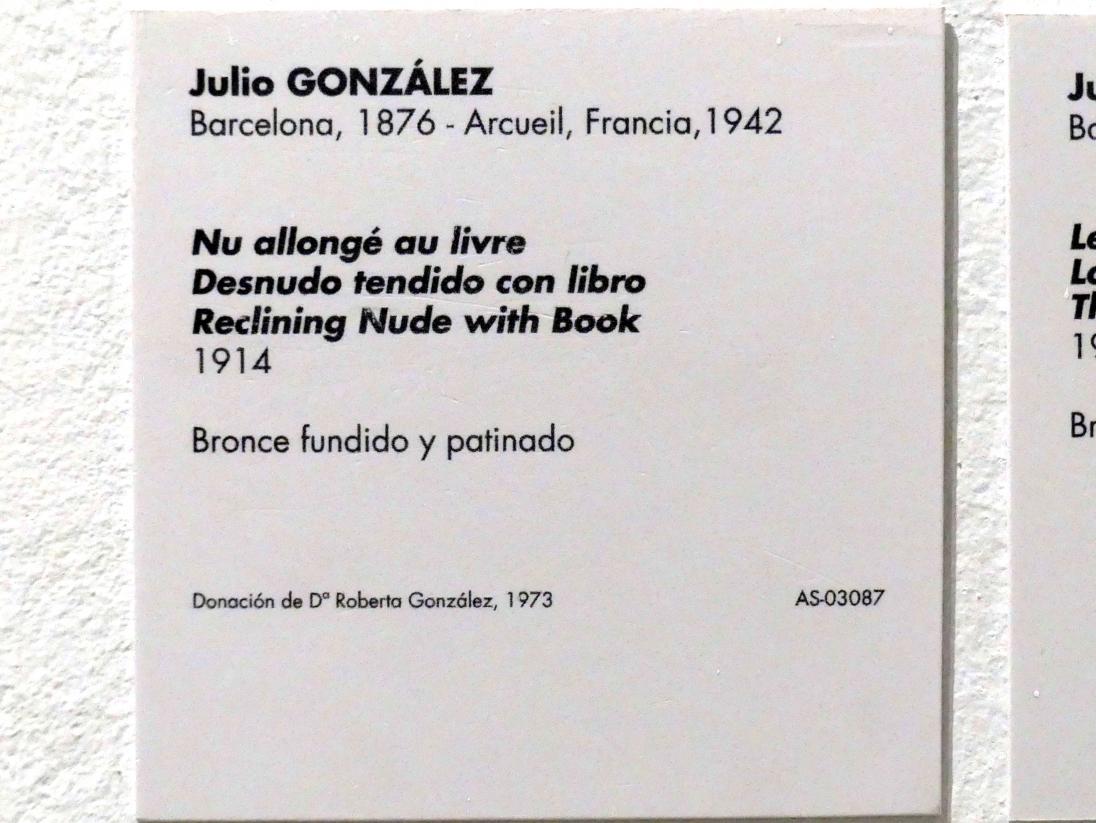 Julio GONZÁLEZ
Barcelona, 1876 - Arcueil, Francia,1942
Nu allongé au livre
Desnudo tendido con libro
Reclining Nude with Book
1914
Bronce fundido y patinado
Donación de Dª Roberta González, 1973
AS-03087